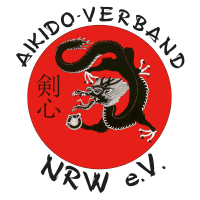 AIKIDO-VERBAND
剣
心
NRW e.V.